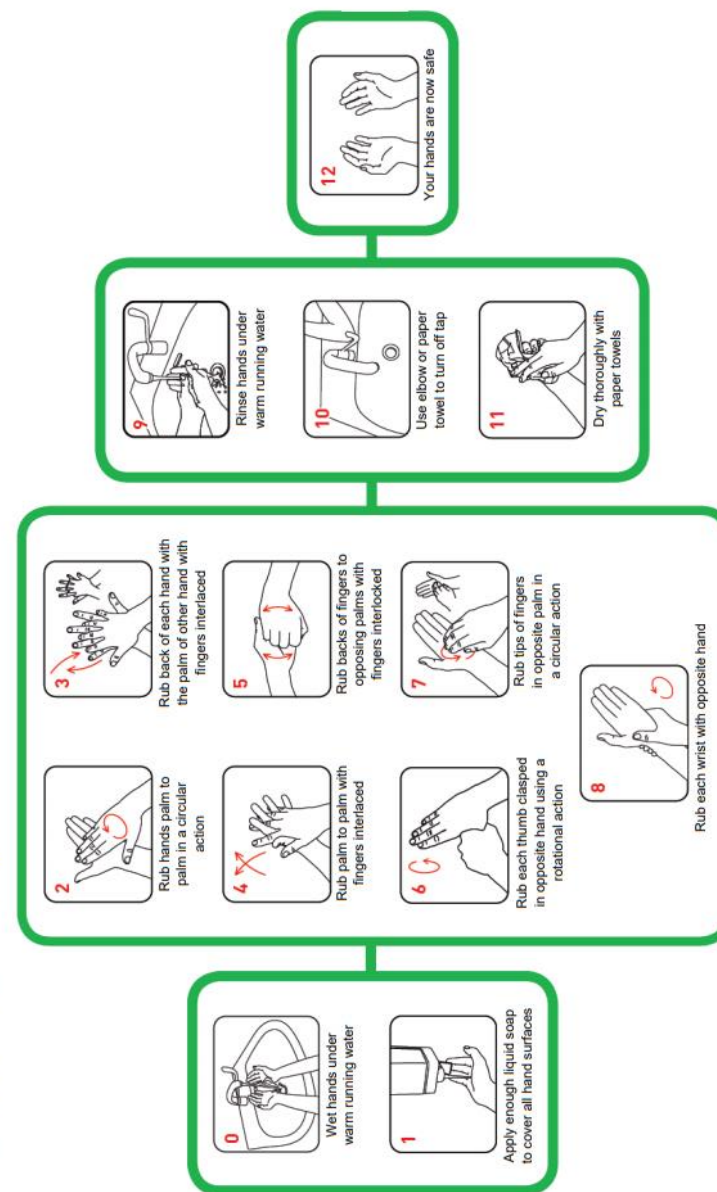 0
Wet hands under
warm running water
1
Apply enough liquid soap
to cover all hand surfaces
2
Rub hands palm to
palm in a circular
action
3
Rub back of each hand with
the palm of other hand with
fingers interlaced
4
Rub palm to palm with
fingers interlaced
5
Rub backs of fingers to
opposing palms with
fingers interlocked
6
Rub each thumb clasped
in opposite hand using a
rotational action
7
Rub tips of fingers
in opposite palm in
a circular action
8
Rub each wrist with opposite hand
9
Rinse hands under
warm running water
10
Use elbow or paper
towel to turn off tap
11
Dry thoroughly with
paper towels
12
Your hands are now safe